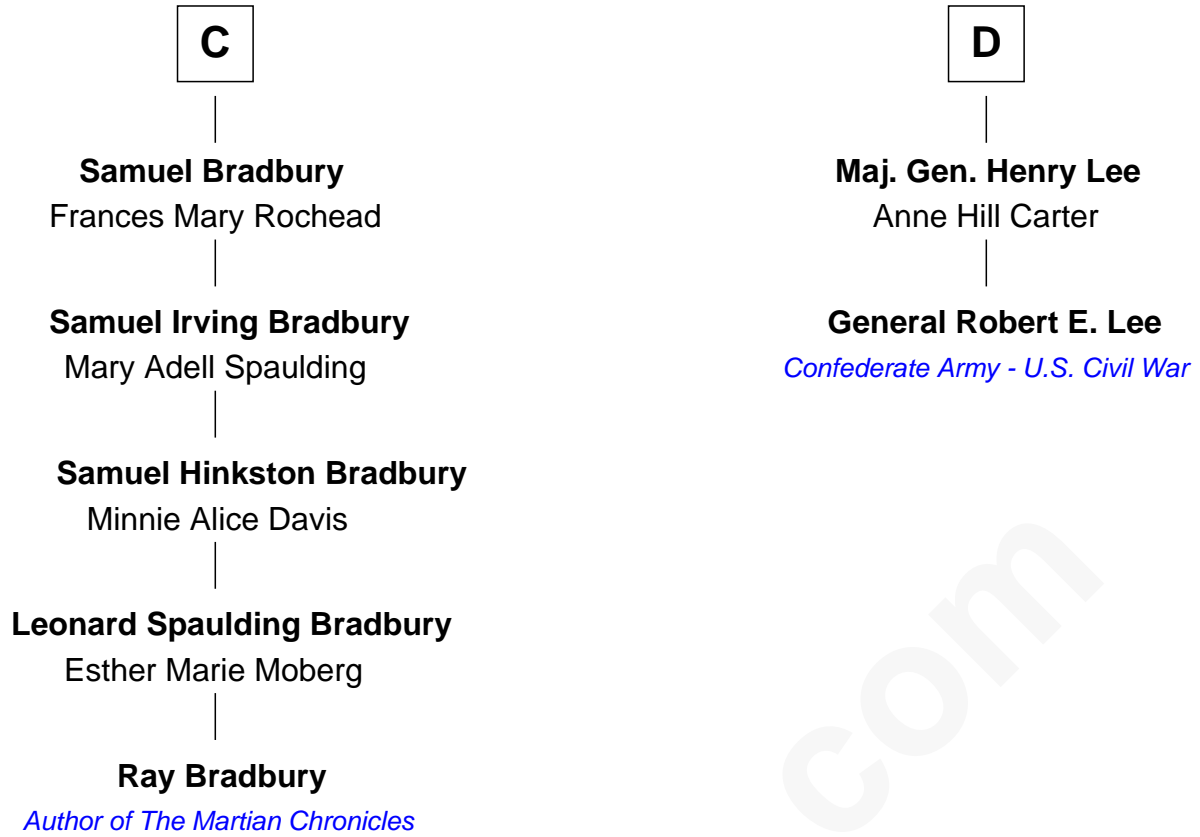 C
Samuel Bradbury
Frances Mary Rochead
Samuel Irving Bradbury
Mary Adell Spaulding
Samuel Hinkston Bradbury
Minnie Alice Davis
Leonard Spaulding Bradbury
Esther Marie Moberg
Ray Bradbury
Author of The Martian Chronicles
D
Maj. Gen. Henry Lee
Anne Hill Carter
General Robert E. Lee
Confederate Army - U.S. Civil War
com